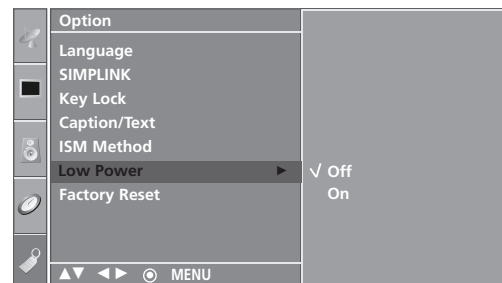 Option
Language
SIMPLINK
Key Lock
Caption/Text
ISM Method
Low Power ►
√ Off
On
Factory Reset
▲▼ ◄► ◉ MENU